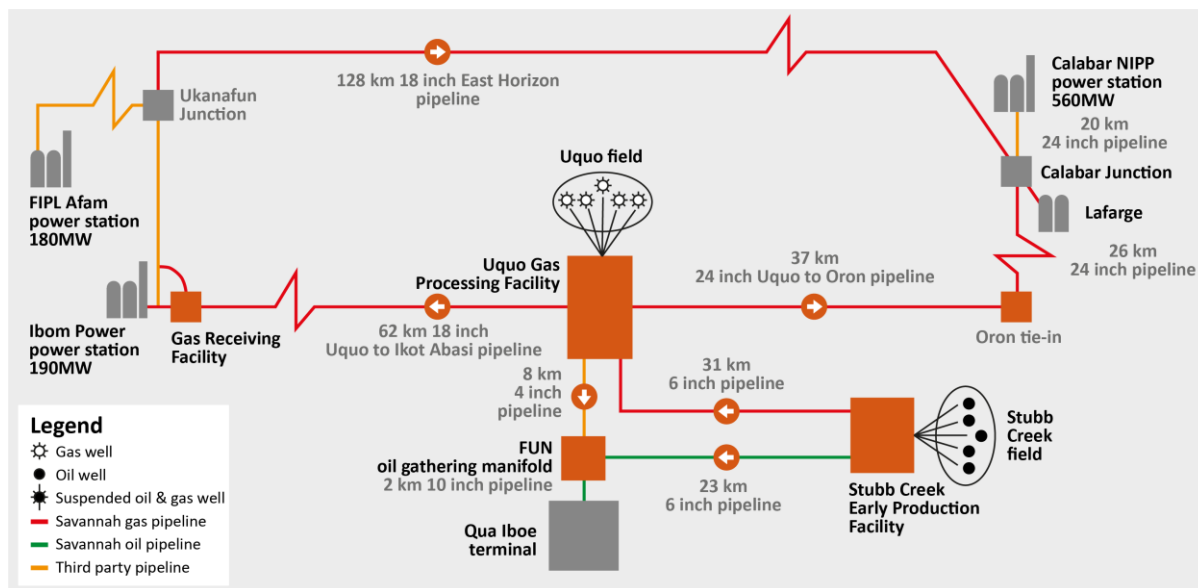 128 km 18 inch East Horizon
pipeline
Ukanafun
Junction
FIPL Afam
power station
180MW
Calabar NIPP
power station
560MW
20 km
24 inch pipeline
Calabar Junction
Lafarge
26 km
24 inch pipeline
Uquo field
Uquo Gas
Processing Facility
37 km
24 inch Uquo to Oron pipeline
Oron tie-in
Ibom Power
power station
190MW
Gas Receiving
Facility
62 km 18 inch
Uquo to Ikot Abasi pipeline
8 km
4 inch
pipeline
31 km
6 inch pipeline
Stubb
Creek
field
FUN
oil gathering manifold
2 km 10 inch pipeline
23 km
6 inch pipeline
Stubb Creek
Early Production
Facility
Qua Iboe
terminal
Legend
Gas well
Oil well
Suspended oil & gas well
Savannah gas pipeline
Savannah oil pipeline
Third party pipeline